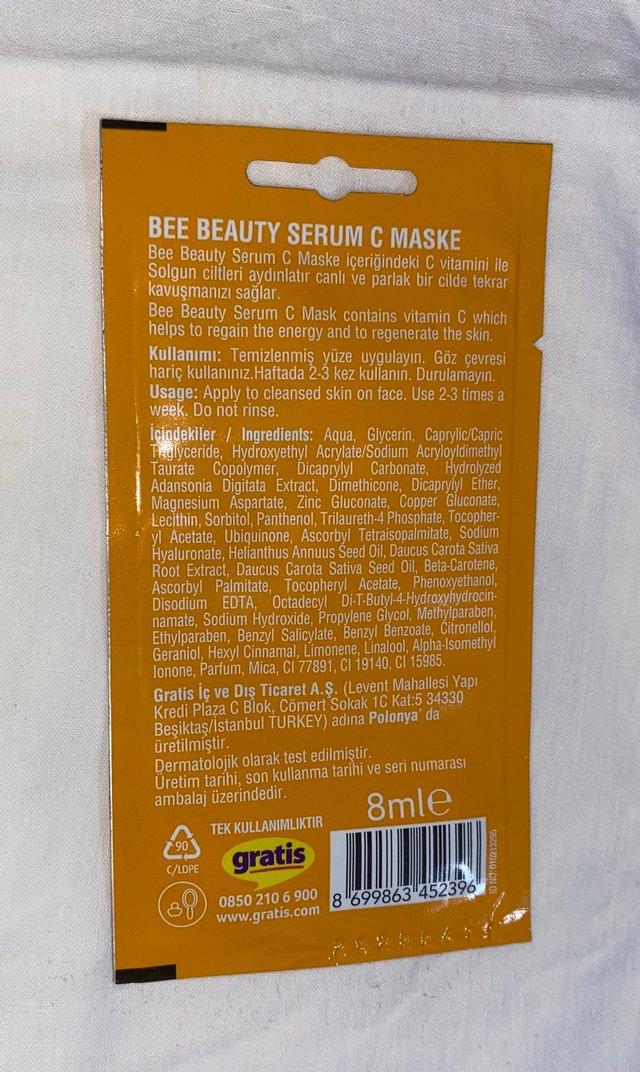 BEE BEAUTY SERUM C MASKE
Bee Beauty Serum C Maske içeriğindeki C vitamini ile
Solgun ciltleri aydınlatır canlı ve parlak bir cilde tekrar
kavuşmanızı sağlar.
Bee Beauty Serum C Mask contains vitamin C which
helps to regain the energy and to regenerate the skin.
Kullanımı: Temizlenmiş yüze uygulayın. Göz çevresi
hariç kullanınız.Haftada 2-3 kez kullanın. Durulamayın.
Usage: Apply to cleansed skin on face. Use 2-3 times a
week. Do not rinse.
İçindekiler / Ingredients: Aqua, Glycerin, Caprylic/Capric
Triglyceride, Hydroxyethyl Acrylate/Sodium Acryloyldimethyl
Taurate Copolymer, Dicaprylyl Carbonate, Hydrolyzed
Adansonia Digitata Extract, Dimethicone, Dicaprylyl Ether,
Magnesium Aspartate, Zinc Gluconate, Copper Gluconate,
Lecithin, Sorbitol, Panthenol, Trilaureth-4 Phosphate, Tocopher-
yl Acetate, Ubiquinone, Ascorbyl Tetraisopalmitate, Sodium
Hyaluronate, Helianthus Annuus Seed Oil, Daucus Carota Sativa
Root Extract, Daucus Carota Sativa Seed Oil, Beta-Carotene,
Ascorbyl Palmitate, Tocopheryl Acetate, Phenoxyethanol,
Disodium EDTA, Octadecyl Di-T-Butyl-4-Hydroxyhydrocin-
namate, Sodium Hydroxide, Propylene Glycol, Methylparaben,
Ethylparaben, Benzyl Salicylate, Benzyl Benzoate, Citronellol,
Geraniol, Hexyl Cinnamal, Limonene, Linalool, Alpha-Isomethyl
Ionone, Parfum, Mica, CI 77891, CI 19140, CI 15985.
Gratis İç ve Dış Ticaret A.Ş. (Levent Mahallesi Yapı
Kredi Plaza C Blok, Cömert Sokak 1C Kat:5 34330
Beşiktaş/İstanbul TURKEY) adına Polonya' da
üretilmiştir.
Dermatolojik olarak test edilmiştir.
Üretim tarihi, son kullanma tarihi ve seri numarası
ambalaj üzerindedir.
8ml℮
TEK KULLANIMLIKTIR
90
C/LDPE
gratis
0850 210 6 900
www.gratis.com
8 699863 452396
ID NO: 010213295